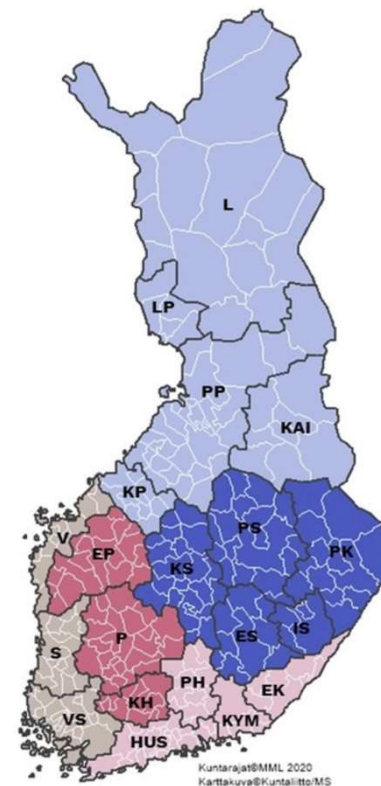 L
LP
PP
KAI
KP
V
EP
KS
PS
PK
S
P
ES
IS
VS
KH
PH
EK
KYM
HUS
Kuntarajat©MML 2020
Karttakuva©Kuntaliitto/MS